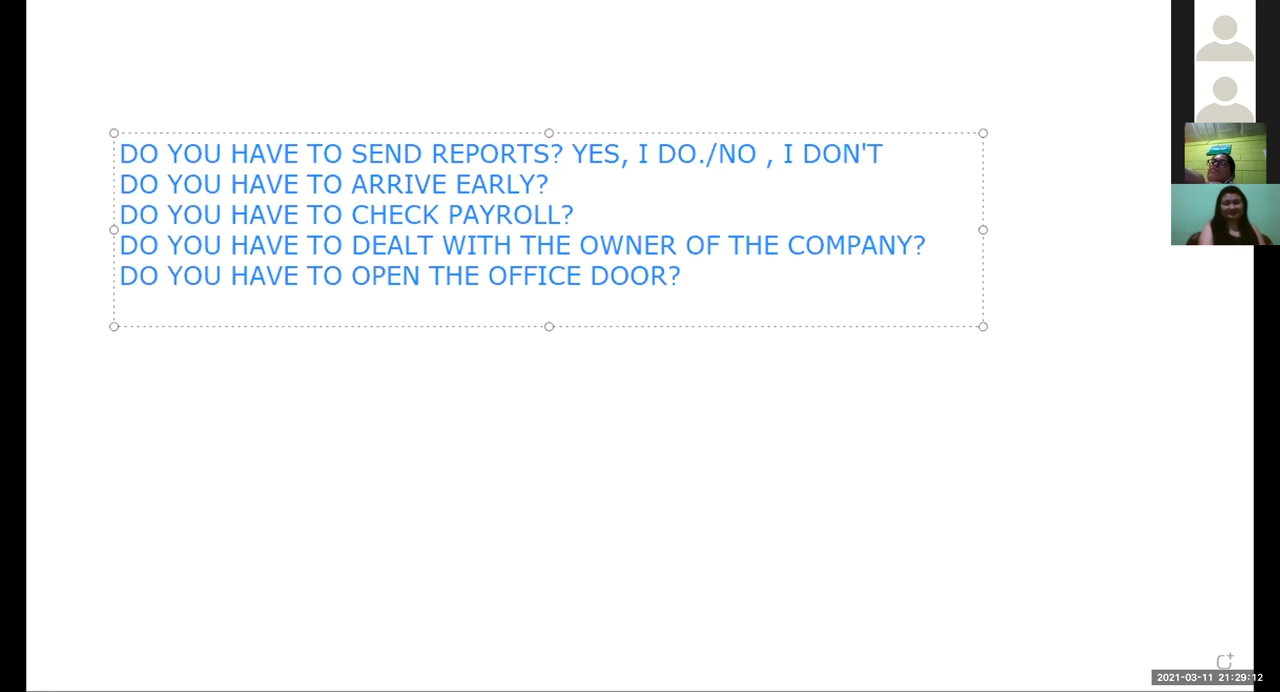 DO YOU HAVE TO SEND REPORTS? YES, I DO./NO , I DON'T
DO YOU HAVE TO ARRIVE EARLY?
DO YOU HAVE TO CHECK PAYROLL?
DO YOU HAVE TO DEALT WITH THE OWNER OF THE COMPANY?
DO YOU HAVE TO OPEN THE OFFICE DOOR?
2021-03-11 21:29:12